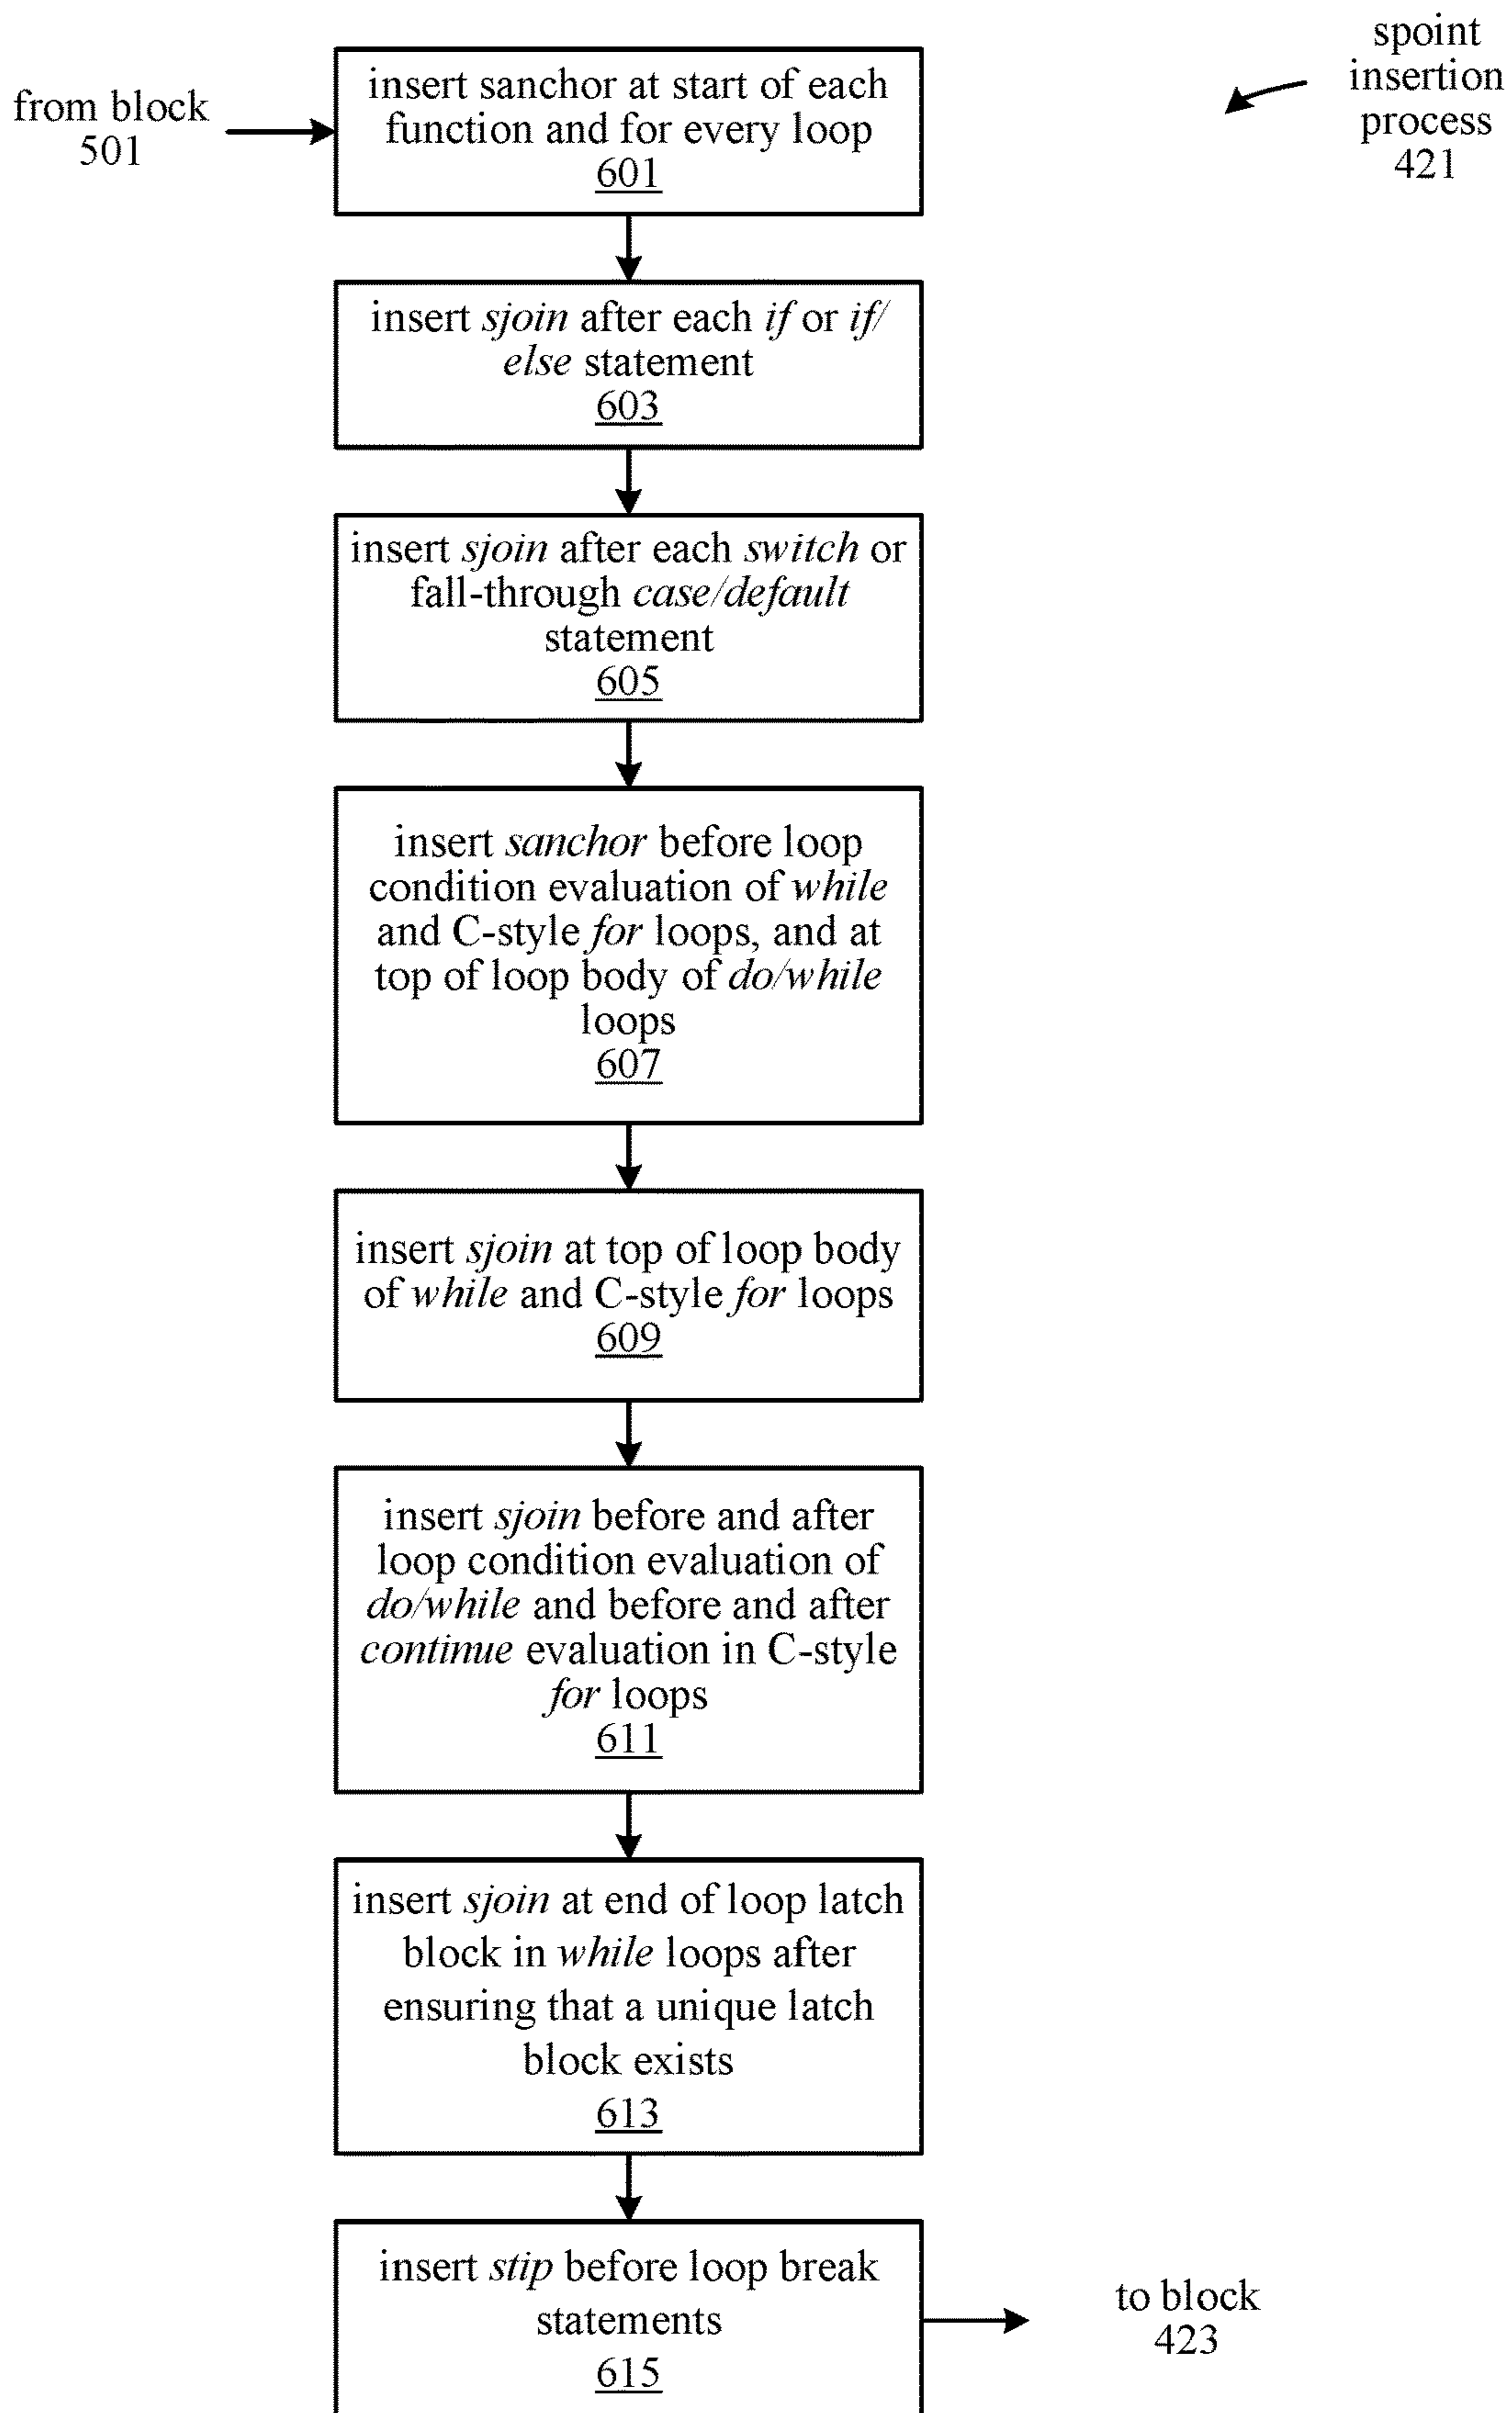 spoint
insertion
process
421
from block
501
insert sanchor at start of each
function and for every loop
601
insert sjoin after each if or if/
else statement
603
insert sjoin after each switch or
fall-through case/default
statement
605
insert sanchor before loop
condition evaluation of while
and C-style for loops, and at
top of loop body of do/while
loops
607
insert sjoin at top of loop body
of while and C-style for loops
609
insert sjoin before and after
loop condition evaluation of
do/while and before and after
continue evaluation in C-style
for loops
611
insert sjoin at end of loop latch
block in while loops after
ensuring that a unique latch
block exists
613
insert stip before loop break
statements
615
to block
423